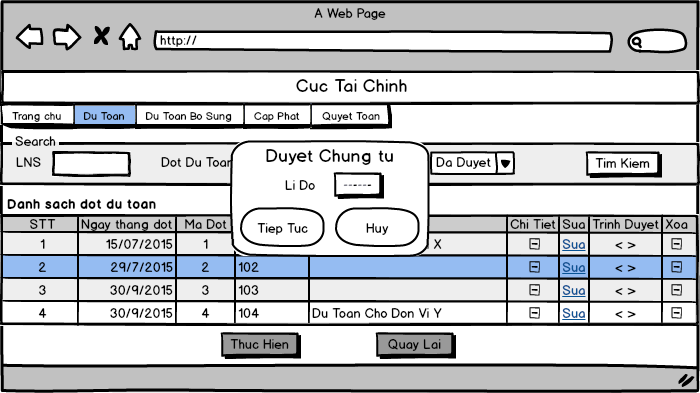 A Web Page
http://
Cuc Tai Chinh
Trang chu Du Toan Du Toan Bo Sung Cap Phat Quyet Toan
Search
LNS Dot Du Toan Da Duyet Tim Kiem
Duyet Chung tu
Li Do ------
Tiep Tuc Huy
Danh sach dot du toan
STT Ngay thang dot Ma Dot Chi Tiet Sua Trinh Duyet Xoa
1 15/07/2015 1 X Sua < >
2 29/7/2015 2 102 Sua < >
3 30/9/2015 3 103 Sua < >
4 30/9/2015 4 104 Du Toan Cho Don Vi Y Sua < >
Thuc Hien Quay Lai